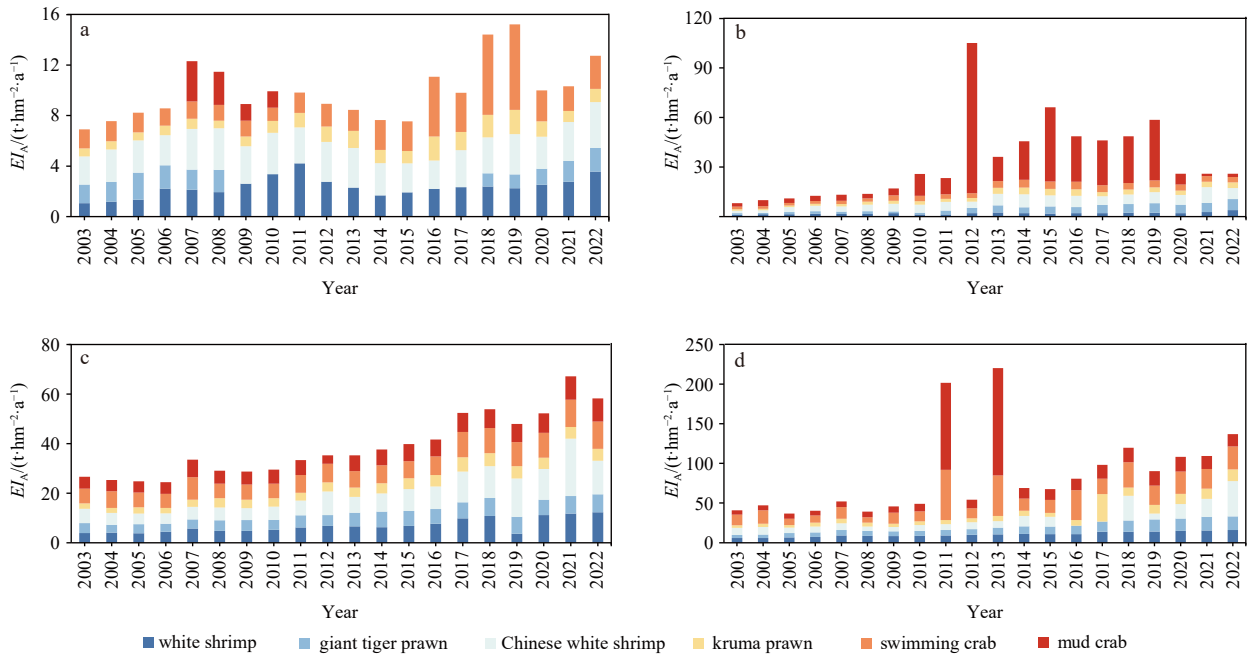 a
EI_A/(t·hm⁻²·a⁻¹)
16
12
8
4
0
2003 2004 2005 2006 2007 2008 2009 2010 2011 2012 2013 2014 2015 2016 2017 2018 2019 2020 2021 2022
Year
b
EI_A/(t·hm⁻²·a⁻¹)
120
90
60
30
2003 2004 2005 2006 2007 2008 2009 2010 2011 2012 2013 2014 2015 2016 2017 2018 2019 2020 2021 2022
Year
c
EI_A/(t·hm⁻²·a⁻¹)
80
60
40
20
0
2003 2004 2005 2006 2007 2008 2009 2010 2011 2012 2013 2014 2015 2016 2017 2018 2019 2020 2021 2022
Year
d
EI_A/(t·hm⁻²·a⁻¹)
250
200
150
100
50
0
2003 2004 2005 2006 2007 2008 2009 2010 2011 2012 2013 2014 2015 2016 2017 2018 2019 2020 2021 2022
Year
white shrimp giant tiger prawn Chinese white shrimp kruma prawn swimming crab mud crab